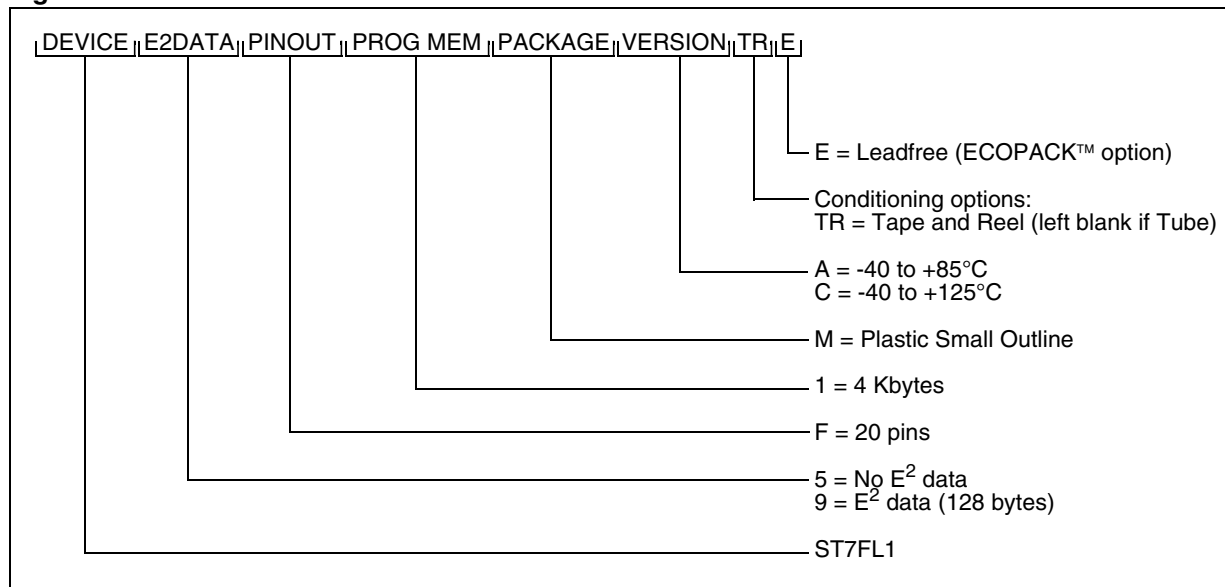 DEVICE E2DATA PINOUT PROG MEM PACKAGE VERSION TR E
E = Leadfree (ECOPACK™ option)
Conditioning options:
TR = Tape and Reel (left blank if Tube)
A = -40 to +85°C
C = -40 to +125°C
M = Plastic Small Outline
1 = 4 Kbytes
F = 20 pins
5 = No E² data
9 = E² data (128 bytes)
ST7FL1